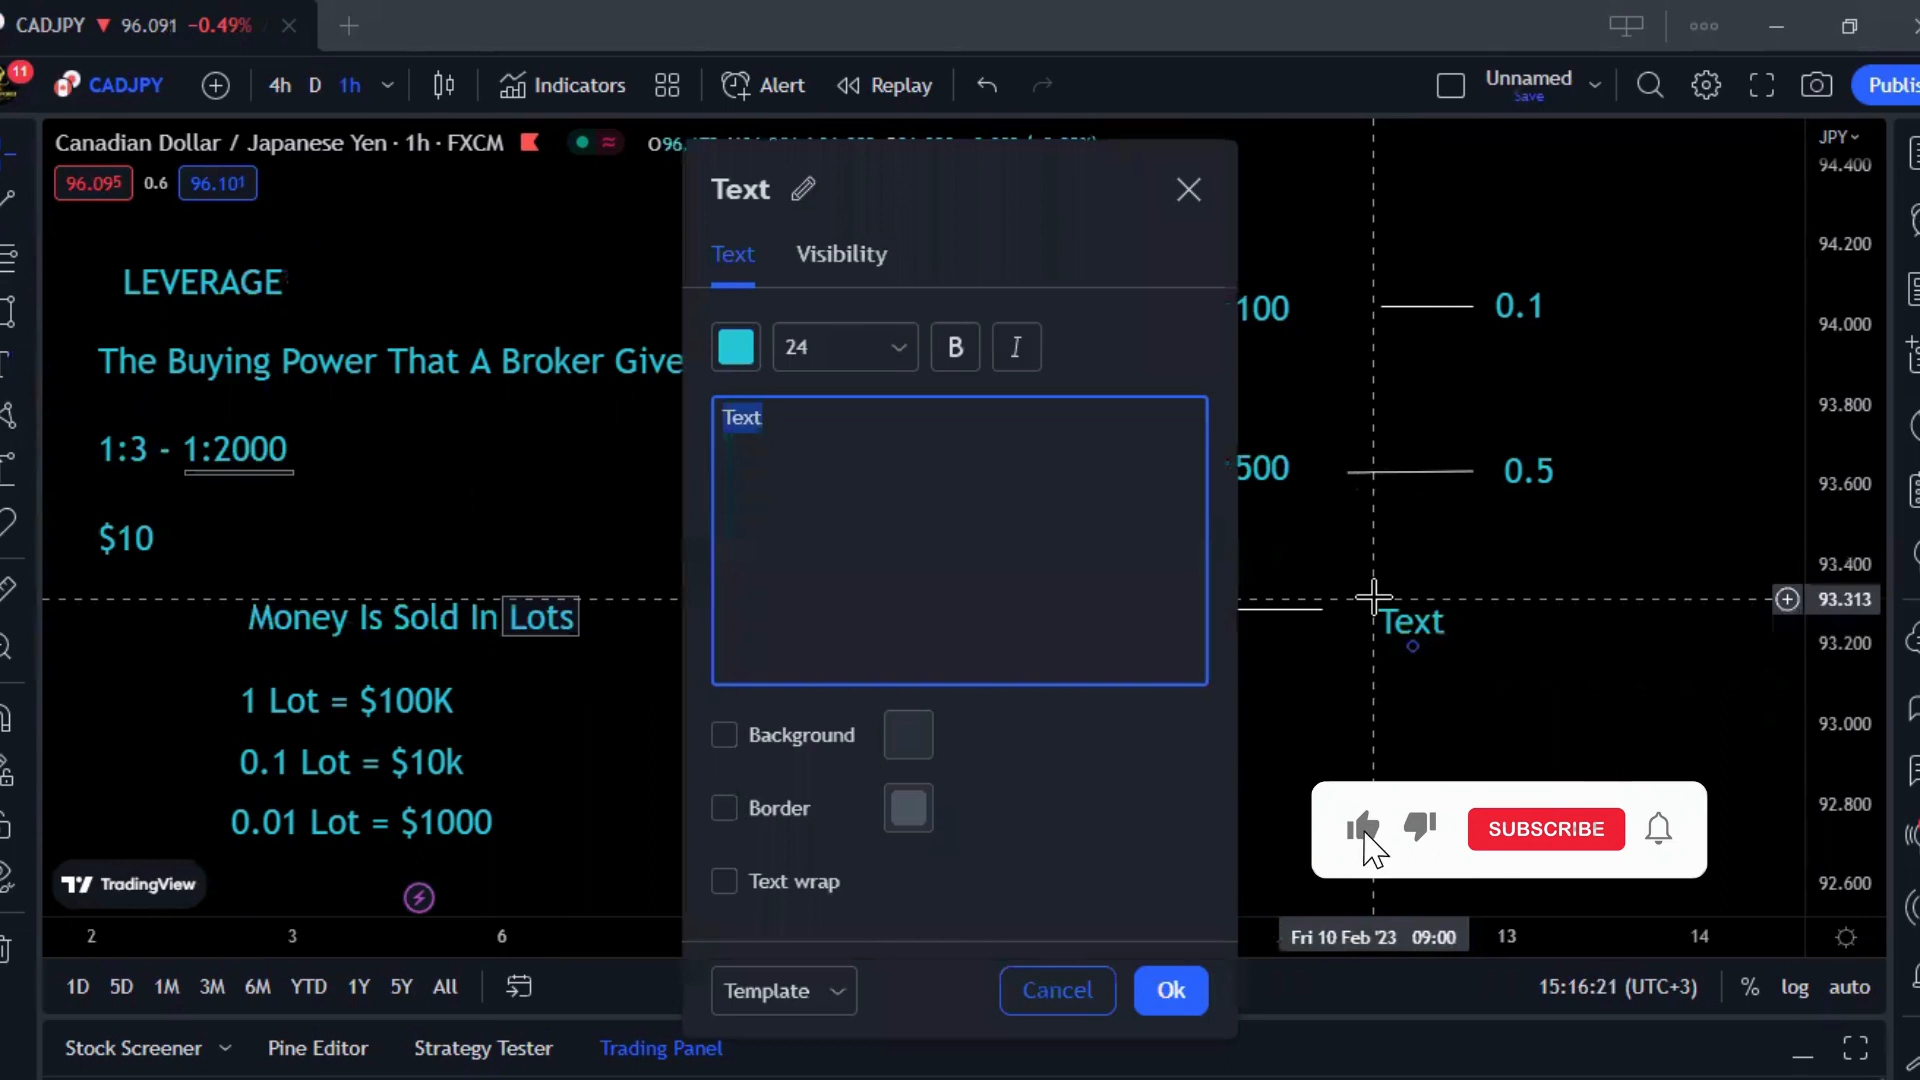 CADJPY 96.091 −0.49%
11
CADJPY
4h D 1h
Indicators
Alert
Replay
Unnamed
Save
Publis
Canadian Dollar / Japanese Yen · 1h · FXCM
O96.
96.095
0.6
96.101
JPY
94.400
94.200
94.000
93.800
93.600
93.400
93.313
93.200
93.000
92.800
92.600
LEVERAGE
The Buying Power That A Broker Give
1:3 - 1:2000
$10
Money Is Sold In Lots
1 Lot = $100K
0.1 Lot = $10k
0.01 Lot = $1000
TradingView
Text
Text Visibility
24 B I
Text
Background
Border
Text wrap
Template
Cancel
Ok
100 0.1
500 0.5
Text
SUBSCRIBE
2 3 6
Fri 10 Feb '23 09:00
13 14
1D 5D 1M 3M 6M YTD 1Y 5Y All
15:16:21 (UTC+3) % log auto
Stock Screener Pine Editor Strategy Tester Trading Panel